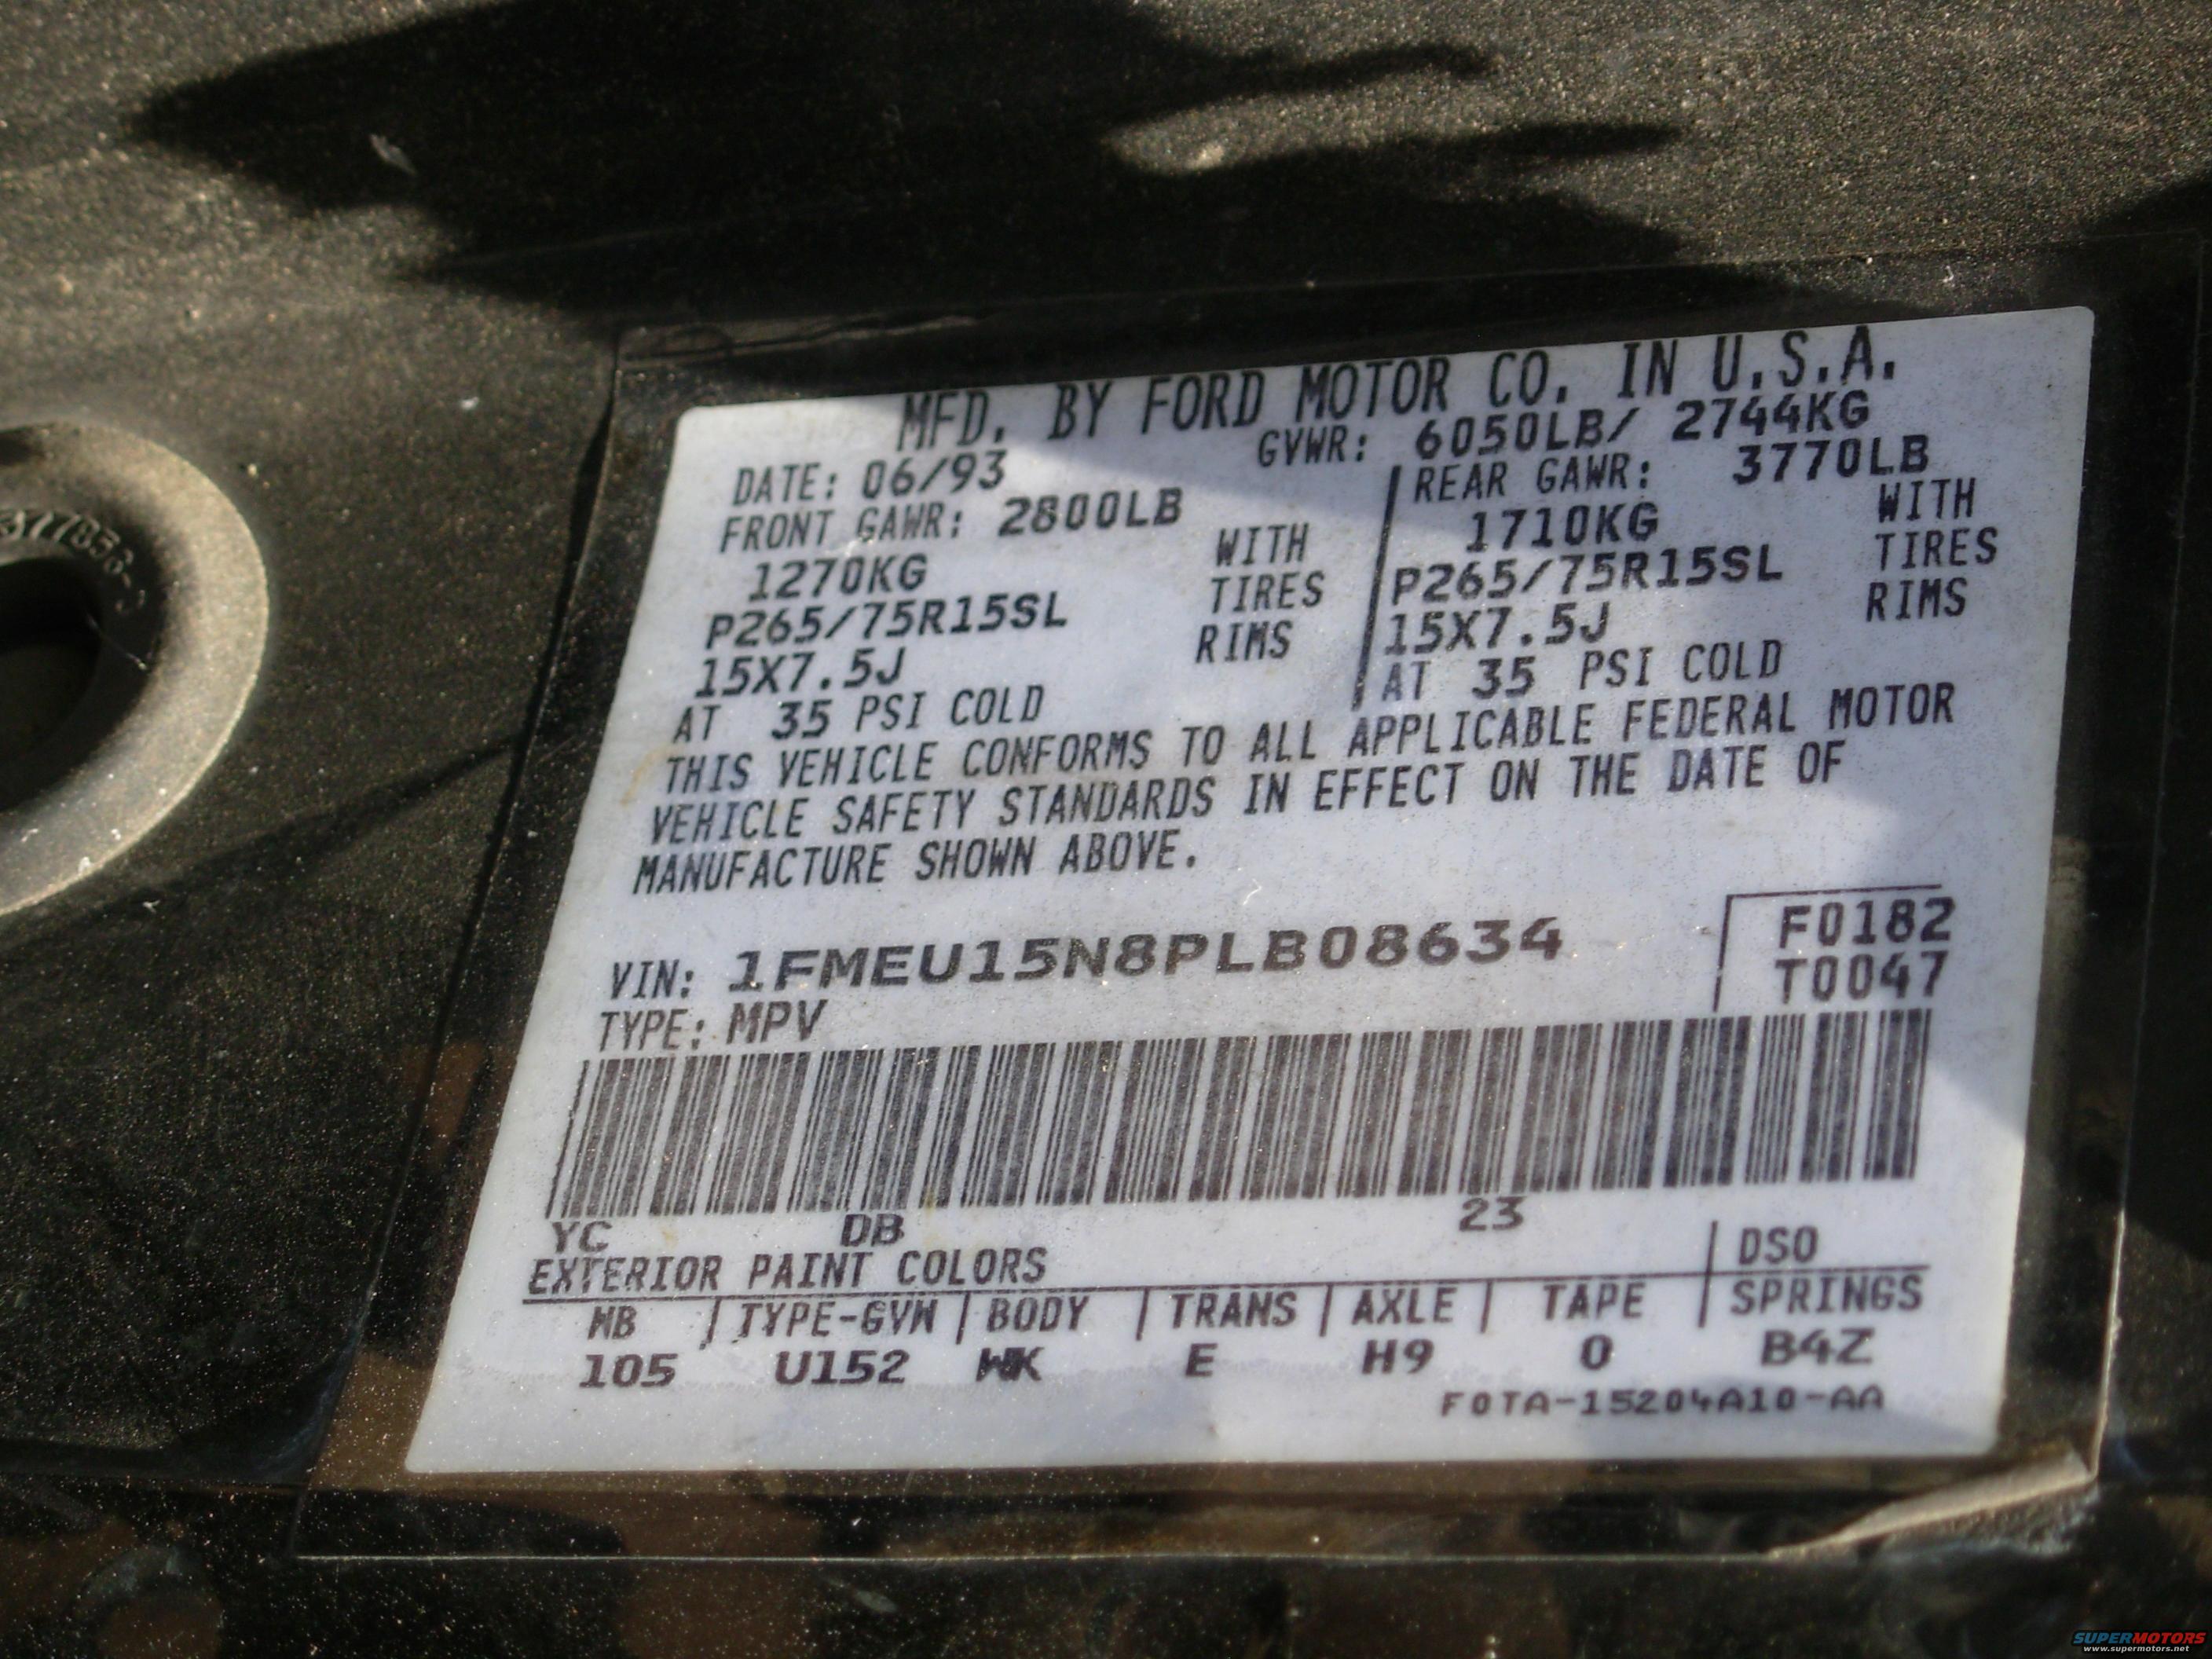 MFD. BY FORD MOTOR CO. IN U.S.A.
DATE: 06/93 GVWR: 6050LB/ 2744KG
FRONT GAWR: 2800LB REAR GAWR: 3770LB
1270KG WITH 1710KG WITH
P265/75R15SL TIRES P265/75R15SL TIRES
15X7.5J RIMS 15X7.5J RIMS
AT 35 PSI COLD AT 35 PSI COLD
THIS VEHICLE CONFORMS TO ALL APPLICABLE FEDERAL MOTOR
VEHICLE SAFETY STANDARDS IN EFFECT ON THE DATE OF
MANUFACTURE SHOWN ABOVE.
VIN: 1FMEU15N8PLB08634 F0182
TYPE: MPV T0047
YC DB 23
EXTERIOR PAINT COLORS DSO
WB TYPE-GVW BODY TRANS AXLE TAPE SPRINGS
105 U152 WK E H9 0 B4Z
F0TA-15204A10-AA
SUPERMOTORS
www.supermotors.net